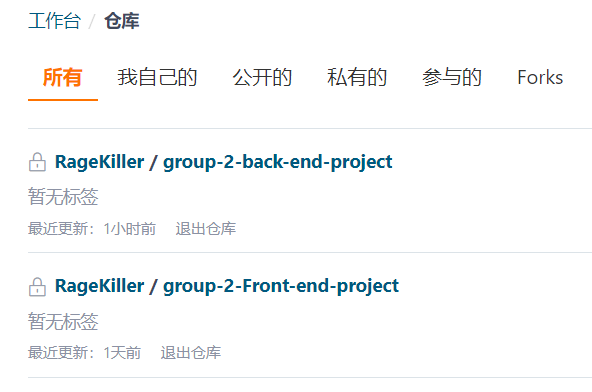 工作台 / 仓库
所有 我自己的 公开的 私有的 参与的 Forks
RageKiller / group-2-back-end-project
暂无标签
最近更新：1小时前 退出仓库
RageKiller / group-2-Front-end-project
暂无标签
最近更新：1天前 退出仓库